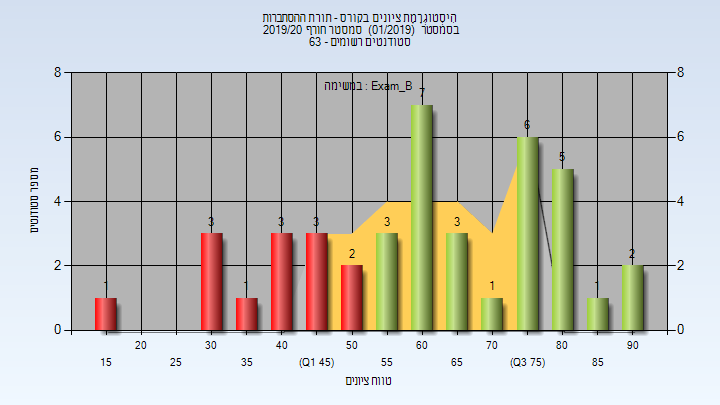 היסטוגרמת ציונים בקורס - תורת ההסתברות
בסמסטר (01/2019) סמסטר חורף 2019/20
סטודנטים רשומים - 63
במשימה : Exam_B
מספר סטודנטים
8 8
6 6
4 4
2 2
0 0
1 3 1 3 3 2 3 7 3 1 6 5 1 2
20 30 40 50 60 70 80 90
15 25 35 (Q1 45) 55 65 (Q3 75) 85
טווח ציונים